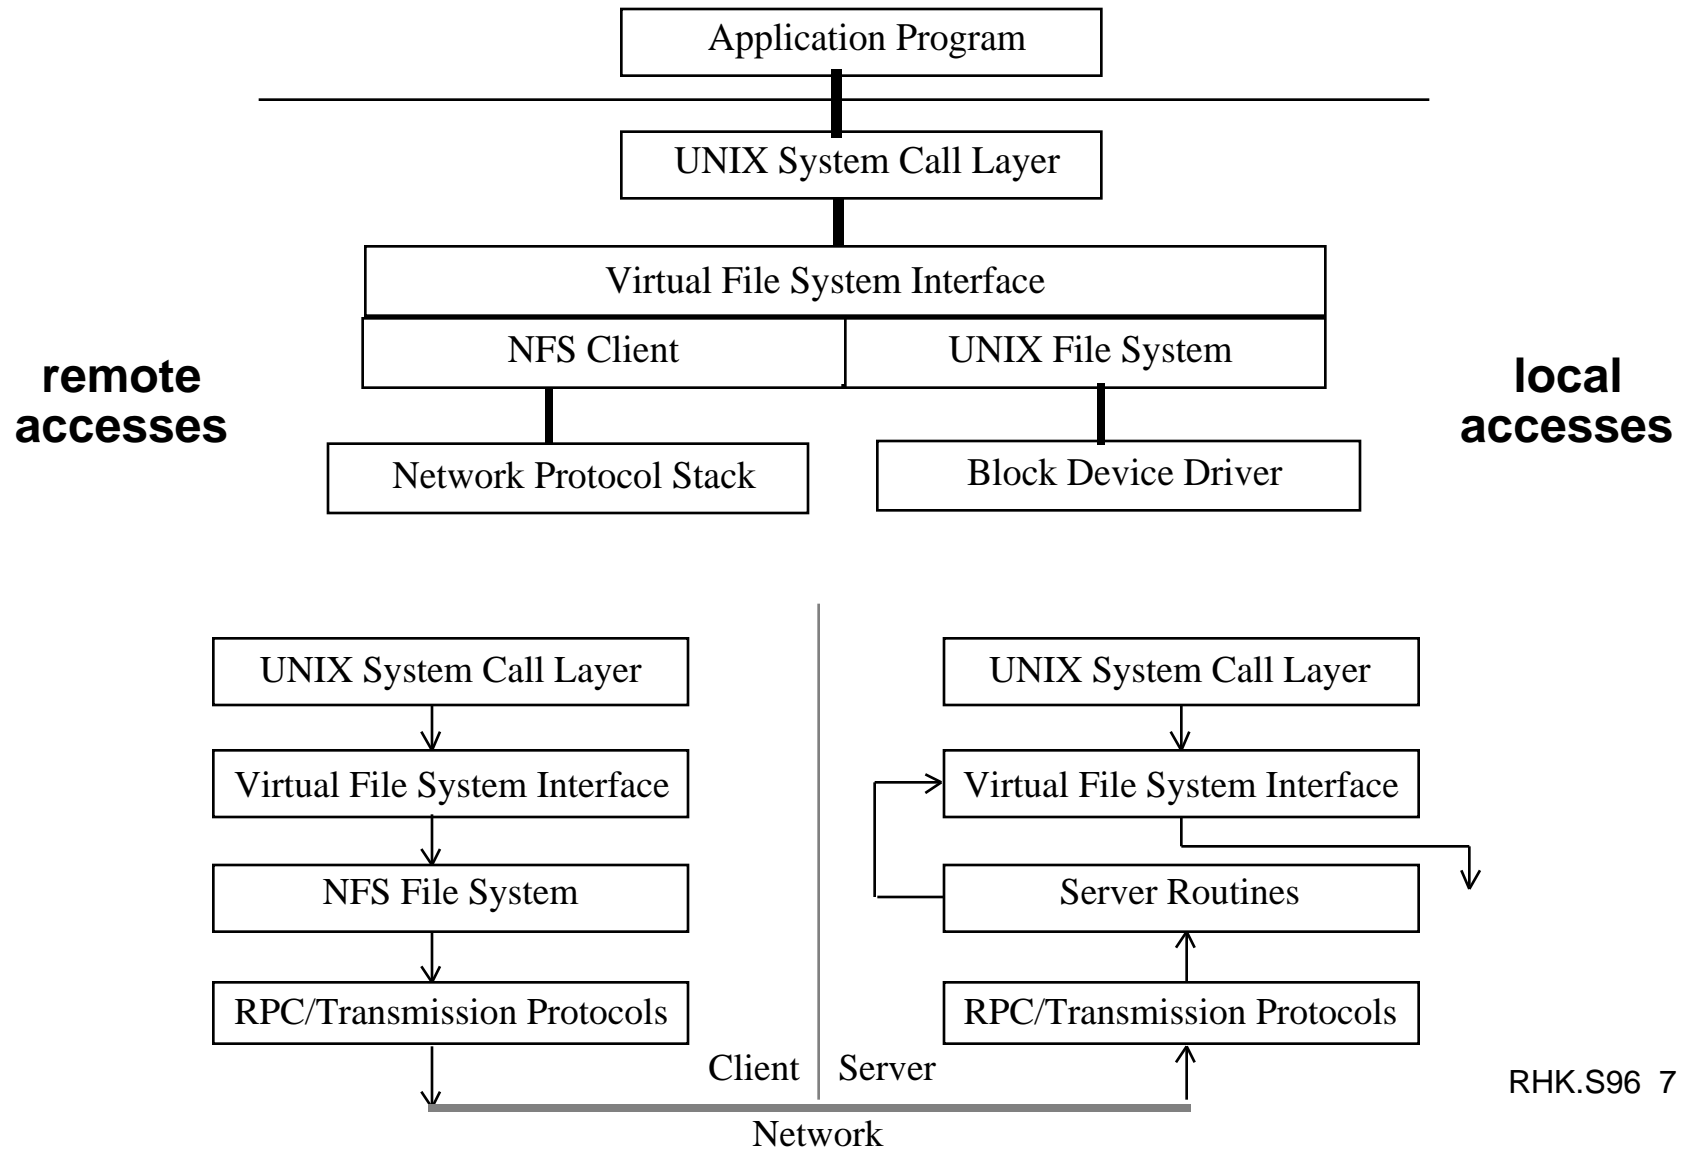 Application Program
UNIX System Call Layer
Virtual File System Interface
NFS Client
UNIX File System
remote
accesses
local
accesses
Network Protocol Stack
Block Device Driver
UNIX System Call Layer
UNIX System Call Layer
Virtual File System Interface
Virtual File System Interface
NFS File System
Server Routines
RPC/Transmission Protocols
RPC/Transmission Protocols
Client
Server
RHK.S96 7
Network